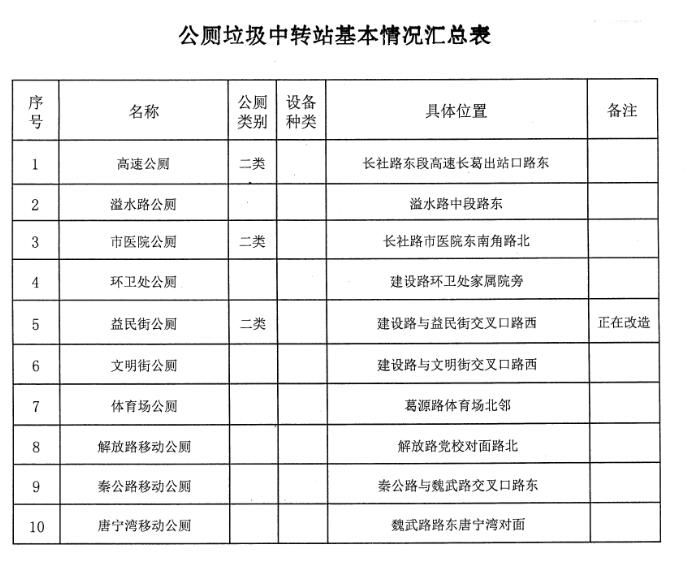 公厕垃圾中转站基本情况汇总表
序号 名称 公厕类别 设备种类 具体位置 备注
1 高速公厕 二类 长社路东段高速长葛出站口路东
2 溢水路公厕 溢水路中段路东
3 市医院公厕 二类 长社路市医院东南角路北
4 环卫处公厕 建设路环卫处家属院旁
5 益民街公厕 二类 建设路与益民街交叉口路西 正在改造
6 文明街公厕 建设路与文明街交叉口路西
7 体育场公厕 葛源路体育场北邻
8 解放路移动公厕 解放路党校对面路北
9 秦公路移动公厕 秦公路与魏武路交叉口路东
10 唐宁湾移动公厕 魏武路路东唐宁湾对面